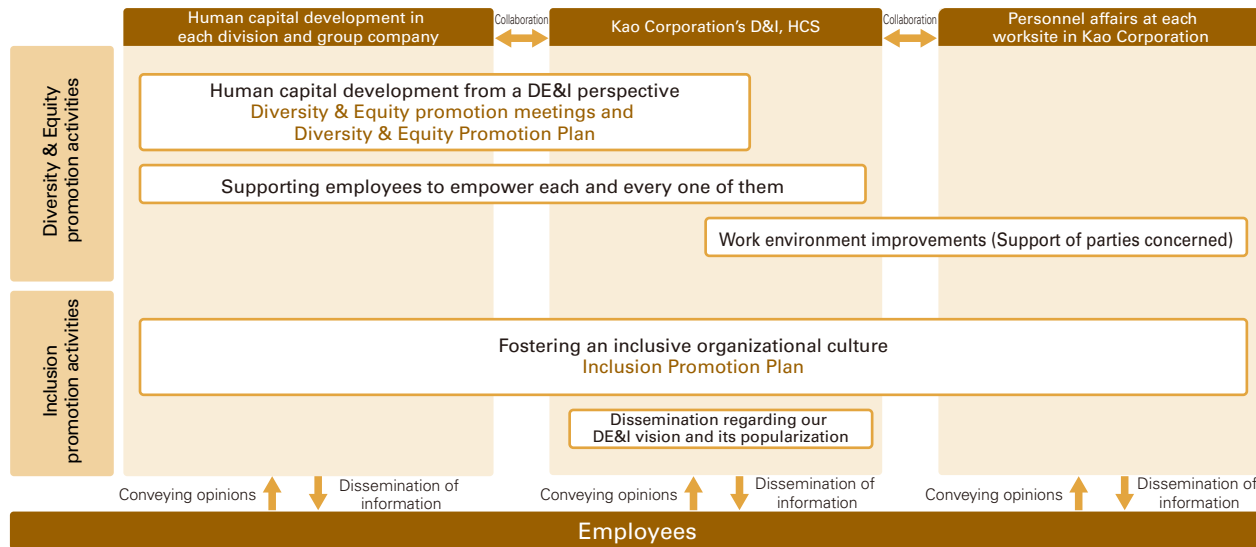 Human capital development in
each division and group company
Collaboration
Kao Corporation's D&I, HCS
Collaboration
Personnel affairs at each
worksite in Kao Corporation
Diversity & Equity
promotion activities
Human capital development from a DE&I perspective
Diversity & Equity promotion meetings and
Diversity & Equity Promotion Plan
Supporting employees to empower each and every one of them
Work environment improvements (Support of parties concerned)
Inclusion
promotion activities
Fostering an inclusive organizational culture
Inclusion Promotion Plan
Dissemination regarding our
DE&I vision and its popularization
Conveying opinions
Dissemination of
information
Conveying opinions
Dissemination of
information
Conveying opinions
Dissemination of
information
Employees